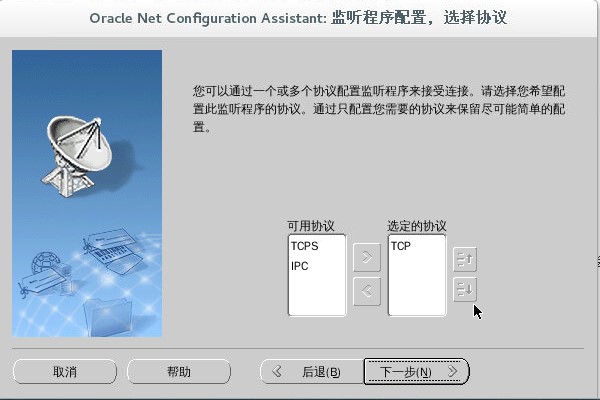 Oracle Net Configuration Assistant: 监听程序配置，选择协议
您可以通过一个或多个协议配置监听程序来接受连接。请选择您希望配
置此监听程序的协议。通过只配置您需要的协议来保留尽可能简单的配
置。
可用协议
选定的协议
TCPS
IPC
TCP
取消
帮助
后退(B)
下一步(N)